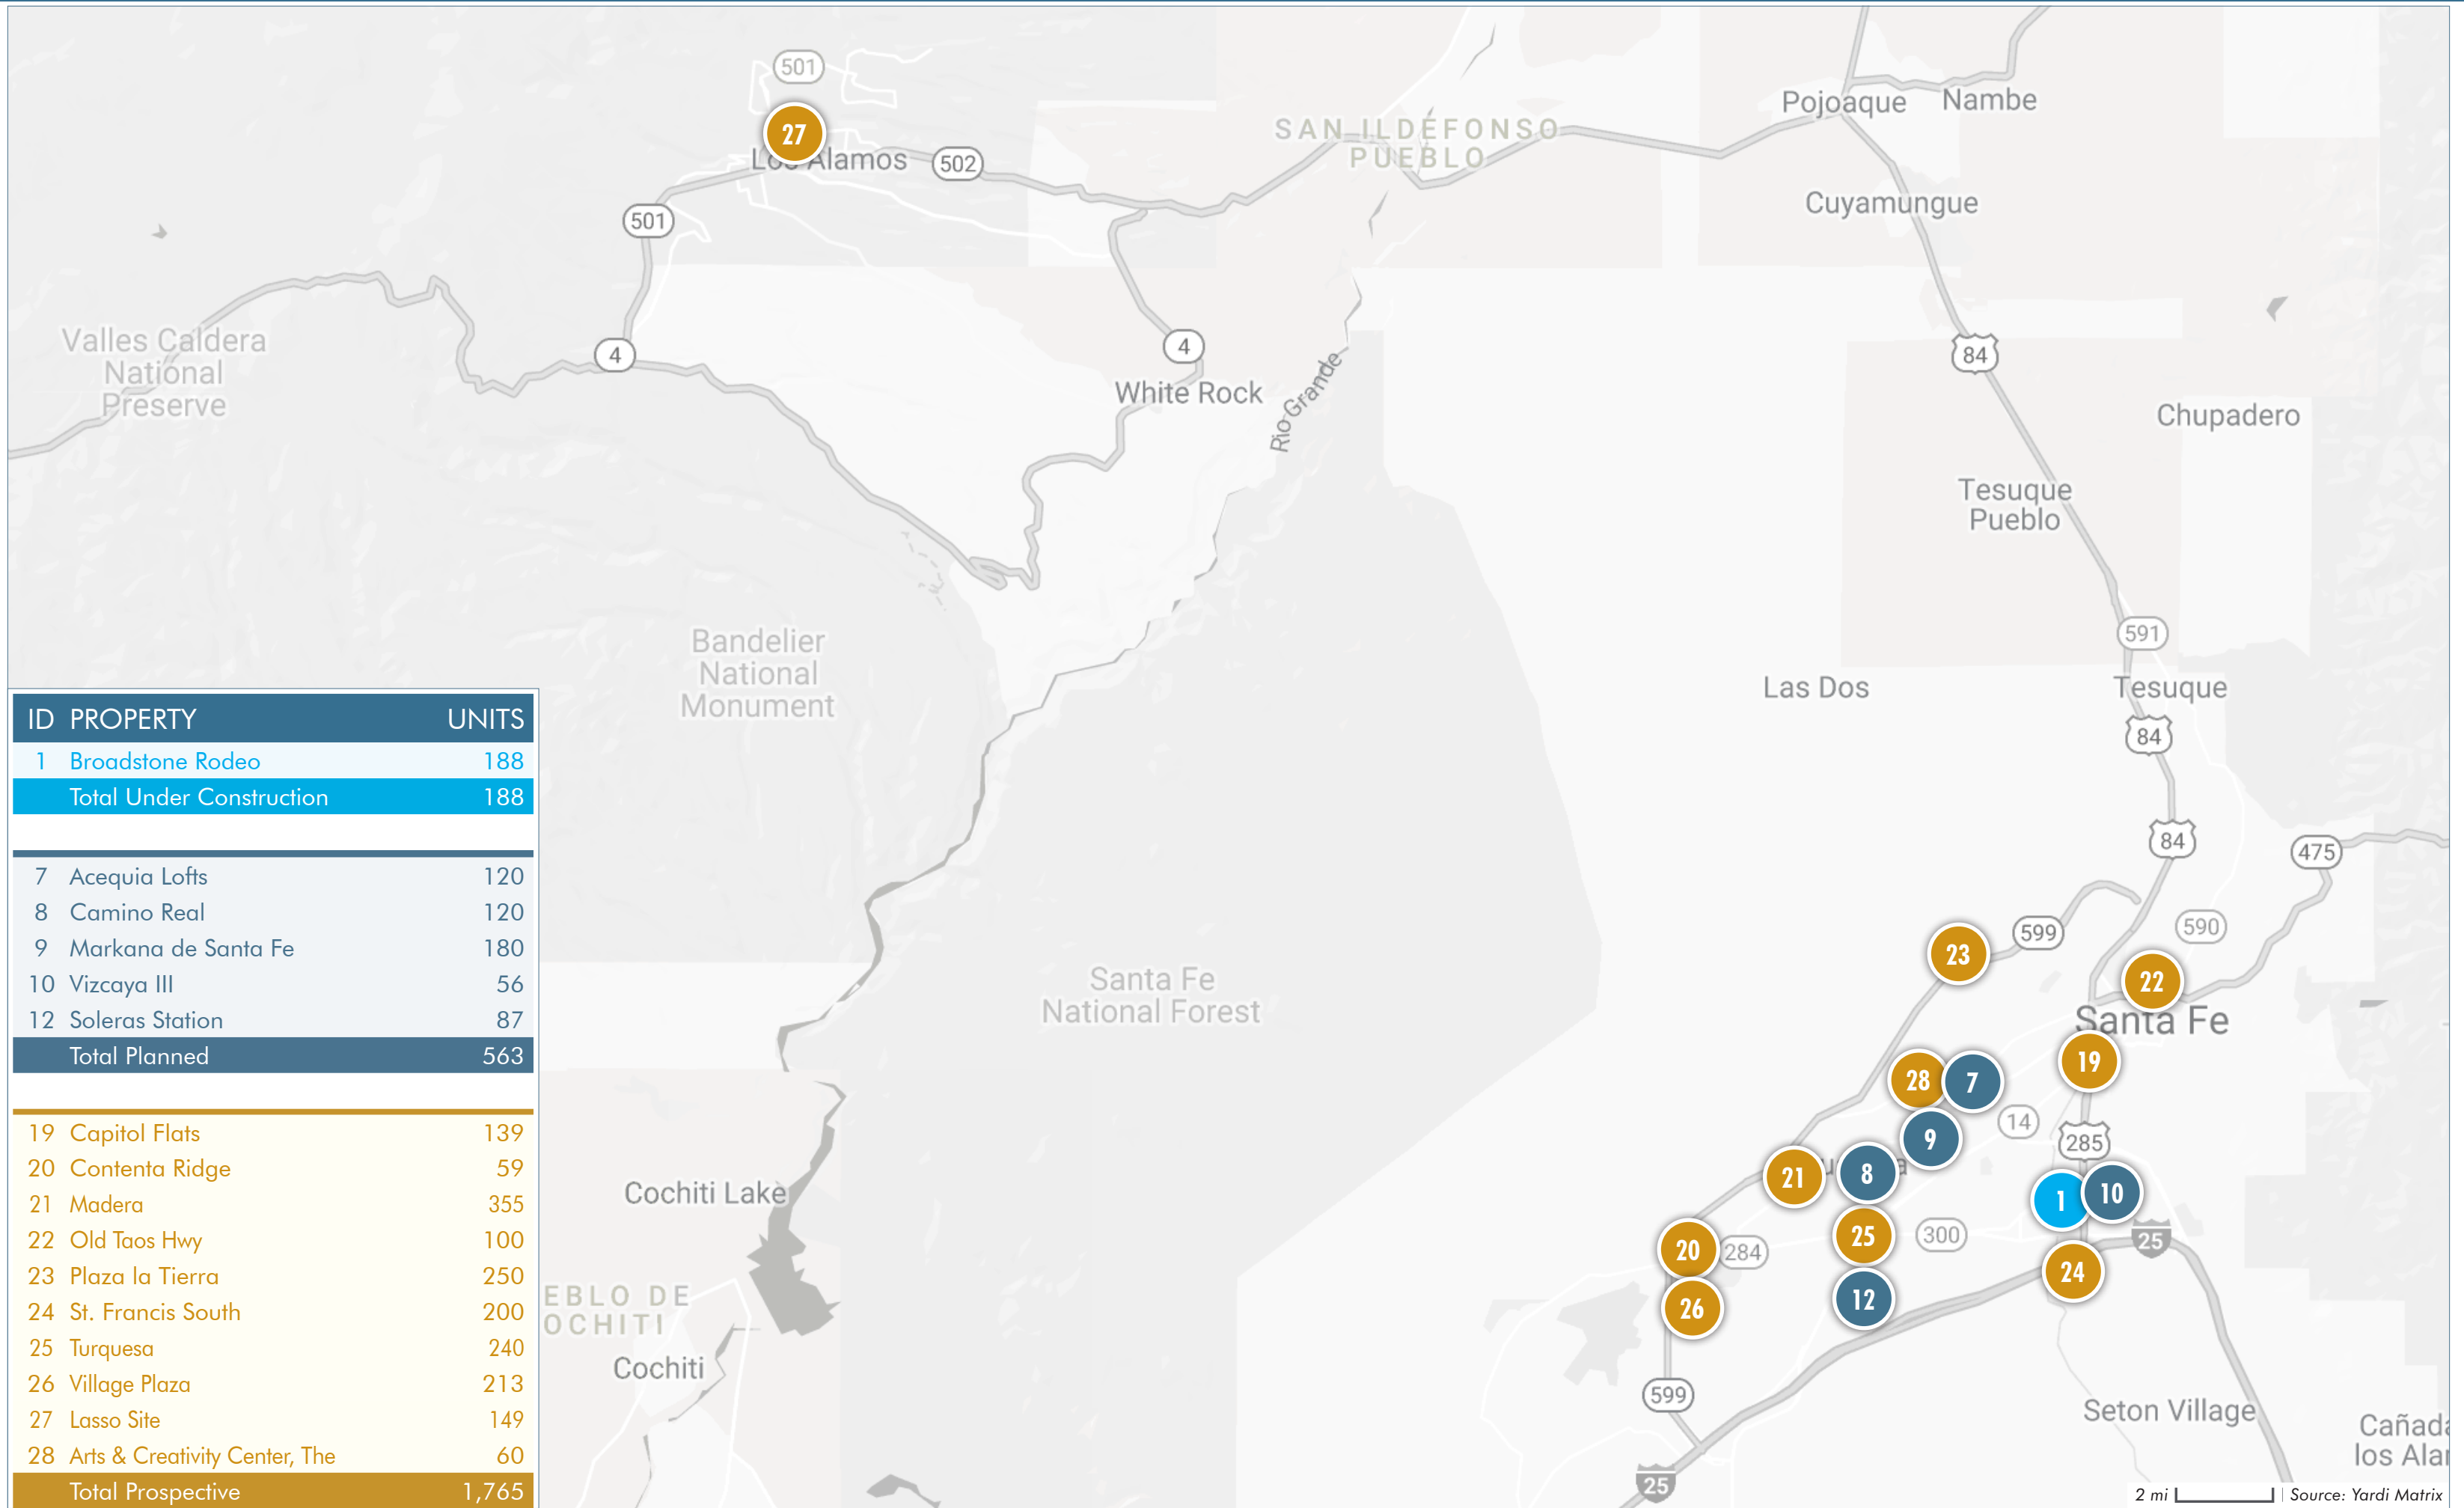 501
27
Los Alamos
502
501
SAN ILDEFONSO
PUEBLO
Pojoaque
Nambe
Cuyamungue
Valles Caldera
National
Preserve
4
4
White Rock
Rio Grande
84
Chupadero
Tesuque
Pueblo
591
Bandelier
National
Monument
Las Dos
Tesuque
84
84
475
599
590
23
22
Santa Fe
National Forest
Santa Fe
19
28
7
14
9
285
21
8
1
10
Cochiti Lake
25
300
25
20
284
24
26
12
EBLO DE
OCHITI
Cochiti
599
Seton Village
Cañada
los Alar
25
ID PROPERTY UNITS
1 Broadstone Rodeo 188
Total Under Construction 188
7 Acequia Lofts 120
8 Camino Real 120
9 Markana de Santa Fe 180
10 Vizcaya III 56
12 Soleras Station 87
Total Planned 563
19 Capitol Flats 139
20 Contenta Ridge 59
21 Madera 355
22 Old Taos Hwy 100
23 Plaza la Tierra 250
24 St. Francis South 200
25 Turquesa 240
26 Village Plaza 213
27 Lasso Site 149
28 Arts & Creativity Center, The 60
Total Prospective 1,765
2 mi | Source: Yardi Matrix